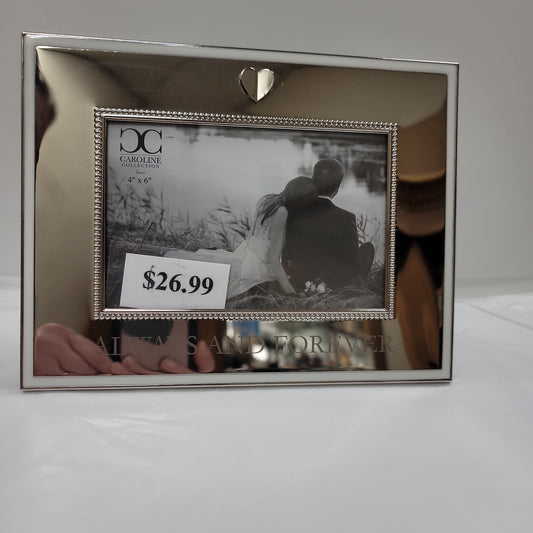 CC
CAROLINE
COLLECTION
4" x 6"
$26.99
ALWAYS AND FOREVER